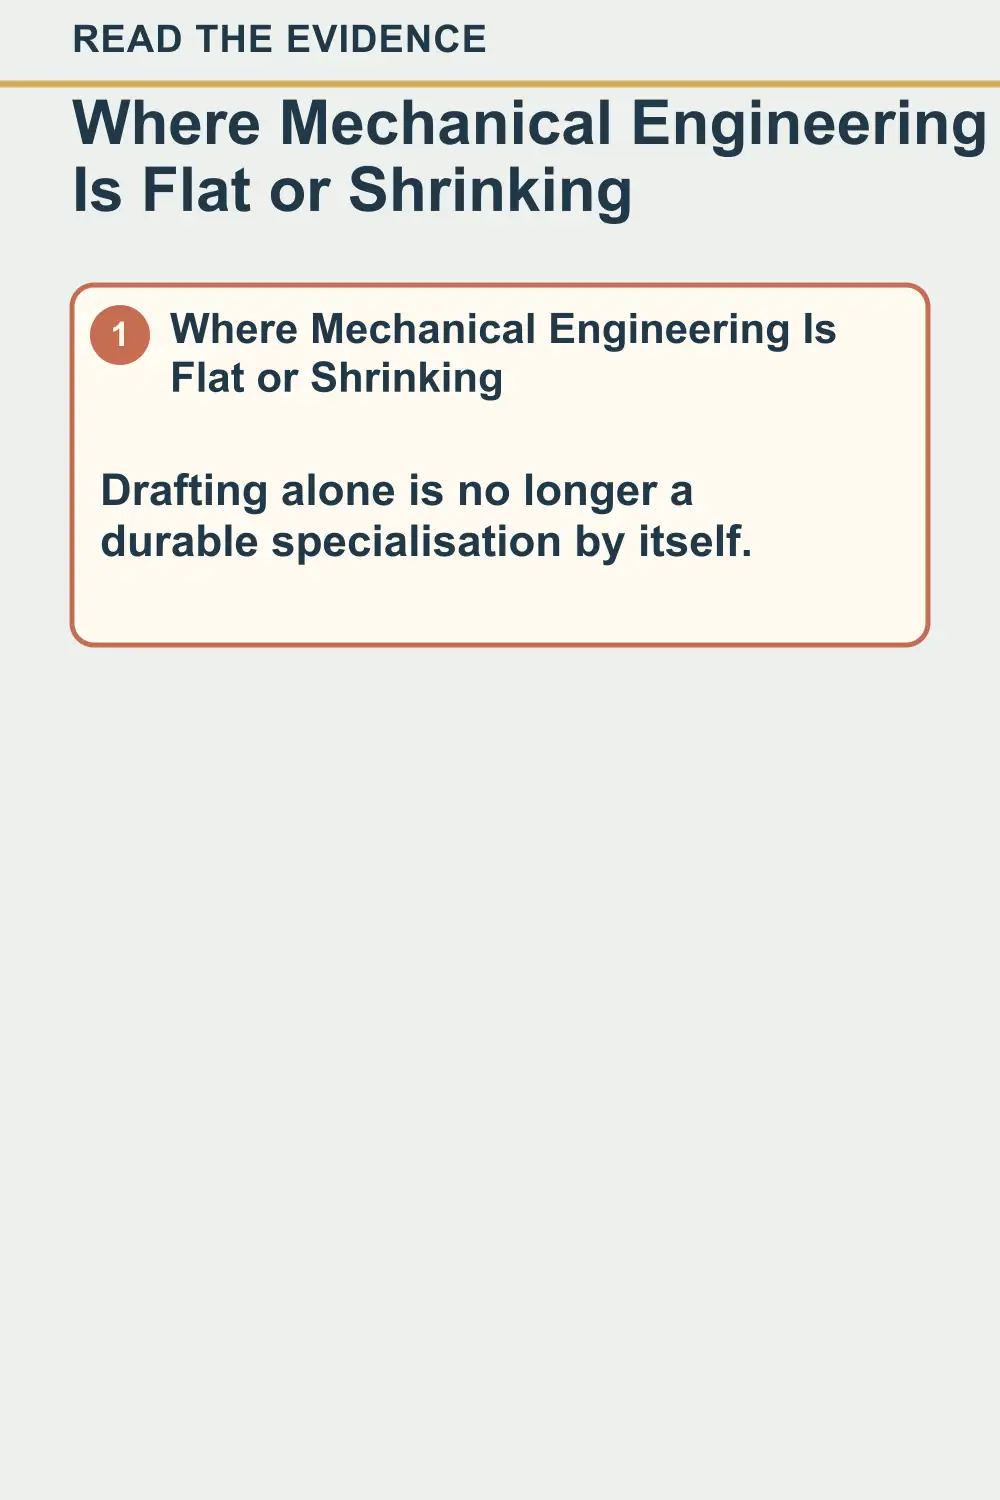 READ THE EVIDENCE
Where Mechanical Engineering
Is Flat or Shrinking
1
Where Mechanical Engineering Is
Flat or Shrinking
Drafting alone is no longer a
durable specialisation by itself.